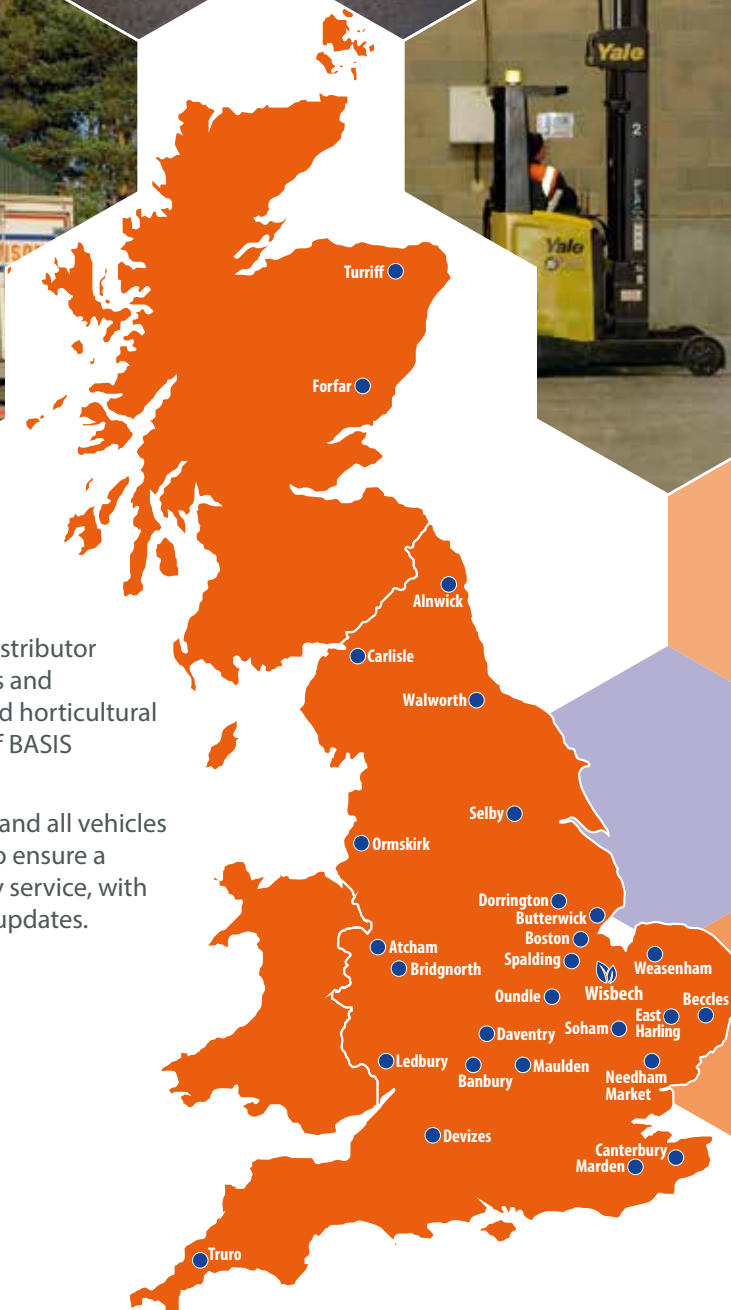 Yale
2
Yale
ISO
Turriff
Forfar
Alnwick
stributor
Carlisle
s and
Walworth
d horticultural
f BASIS
Selby
and all vehicles
Ormskirk
o ensure a
y service, with
updates.
Dorrington
Butterwick
Boston
Atcham
Spalding
Weasenham
Bridgnorth
Wisbech
Oundle
Beccles
East
Harling
Soham
Daventry
Ledbury
Maulden
Banbury
Needham
Market
Devizes
Canterbury
Marden
Truro